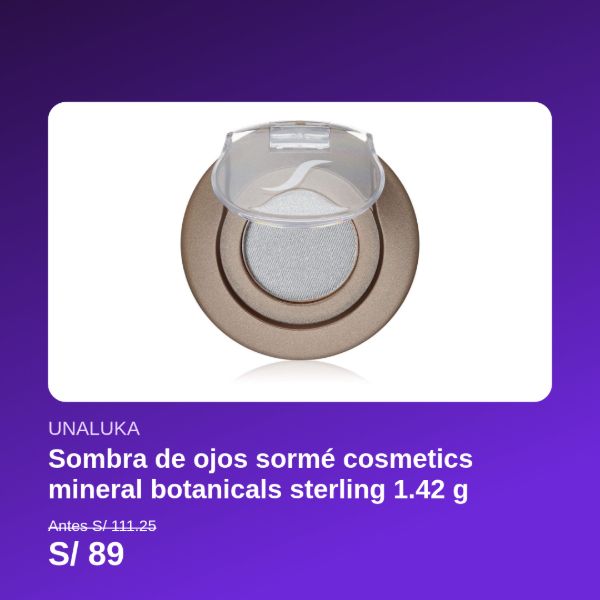 UNALUKA
Sombra de ojos sormé cosmetics
mineral botanicals sterling 1.42 g
Antes S/ 111.25
S/ 89